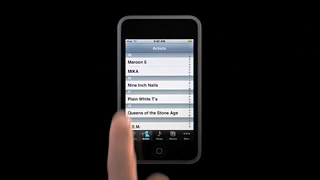 Artists
M
Maroon 5
MIKA
N
Nine Inch Nails
P
Plain White T's
Q
Queens of the Stone Age
R
R.E.M.